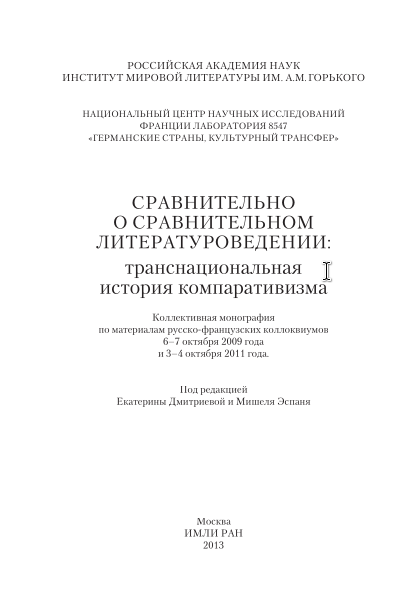 РОССИЙСКАЯ АКАДЕМИЯ НАУК
ИНСТИТУТ МИРОВОЙ ЛИТЕРАТУРЫ ИМ. А.М.ГОРЬКОГО
НАЦИОНАЛЬНЫЙ ЦЕНТР НАУЧНЫХ ИССЛЕДОВАНИЙ
ФРАНЦИИ ЛАБОРАТОРИЯ 8547
«ГЕРМАНСКИЕ СТРАНЫ, КУЛЬТУРНЫЙ ТРАНСФЕР»
СРАВНИТЕЛЬНО
О СРАВНИТЕЛЬНОМ
ЛИТЕРАТУРОВЕДЕНИИ:
транснациональная
история компаративизма
Коллективная монография
по материалам русско-французских коллоквиумов
6–7 октября 2009 года
и 3–4 октября 2011 года.
Под редакцией
Екатерины Дмитриевой и Мишеля Эспаня
Москва
ИМЛИ РАН
2013